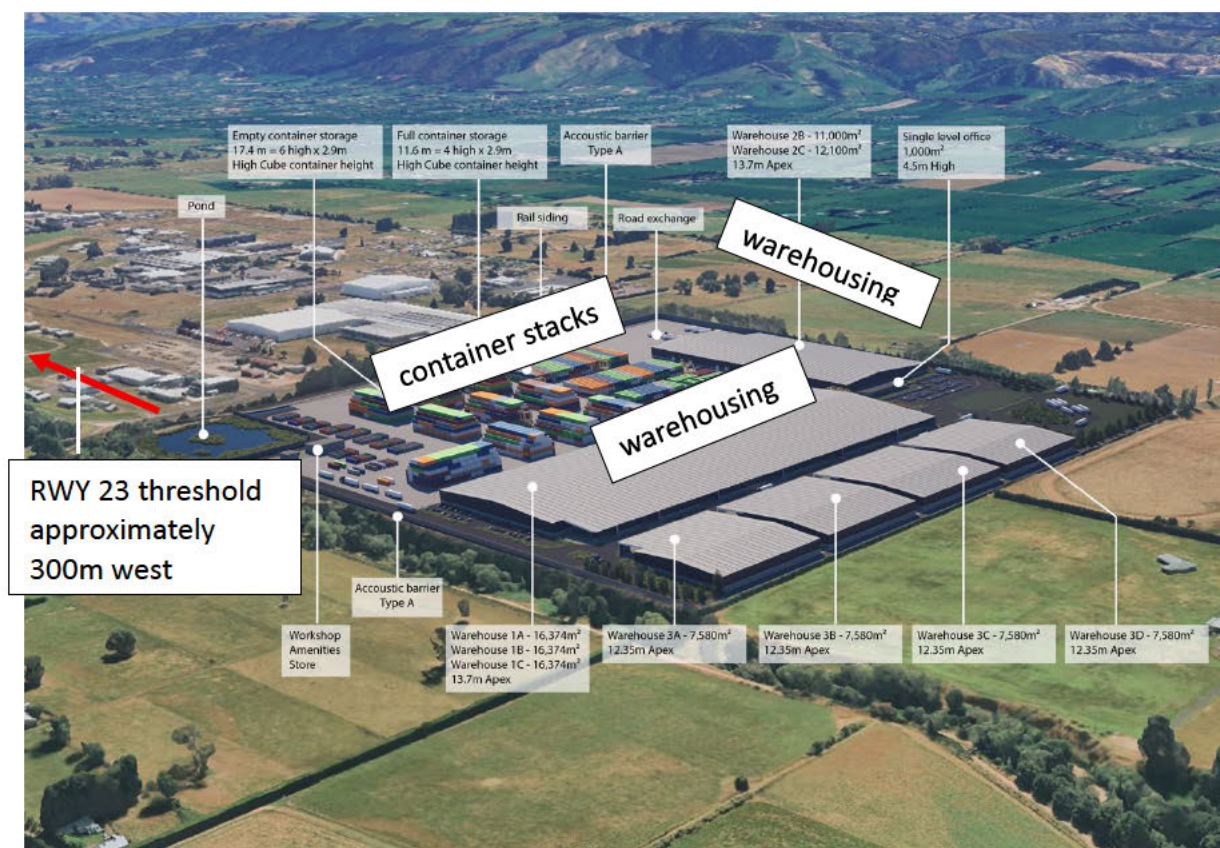 Empty container storage
17.4 m = 6 high x 2.9m
High Cube container height
Full container storage
11.6 m = 4 high x 2.9m
High Cube container height
Accoustic barrier
Type A
Warehouse 2B - 11,000m²
Warehouse 2C - 12,100m²
13.7m Apex
Single level office
1,000m²
4.5m High
Pond
Rail siding
Road exchange
warehousing
container stacks
warehousing
RWY 23 threshold
approximately
300m west
Accoustic barrier
Type A
Workshop
Amenities
Store
Warehouse 1A - 16,374m²
Warehouse 1B - 16,374m²
Warehouse 1C - 16,374m²
13.7m Apex
Warehouse 3A - 7,580m²
12.35m Apex
Warehouse 3B - 7,580m²
12.35m Apex
Warehouse 3C - 7,580m²
12.35m Apex
Warehouse 3D - 7,580m²
12.35m Apex